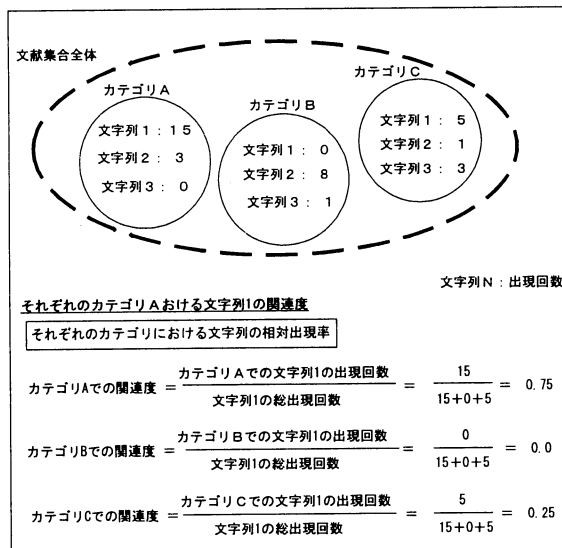 文献集合全体
カテゴリA
文字列1:15
文字列2: 3
文字列3: 0
カテゴリB
文字列1: 0
文字列2: 8
文字列3: 1
カテゴリC
文字列1: 5
文字列2: 1
文字列3: 3
文字列N:出現回数
それぞれのカテゴリAおける文字列1の関連度
それぞれのカテゴリにおける文字列の相対出現率
カテゴリAでの関連度 = カテゴリAでの文字列1の出現回数 / 文字列1の総出現回数 = 15 / 15+0+5 = 0.75
カテゴリBでの関連度 = カテゴリBでの文字列1の出現回数 / 文字列1の総出現回数 = 0 / 15+0+5 = 0.0
カテゴリCでの関連度 = カテゴリCでの文字列1の出現回数 / 文字列1の総出現回数 = 5 / 15+0+5 = 0.25